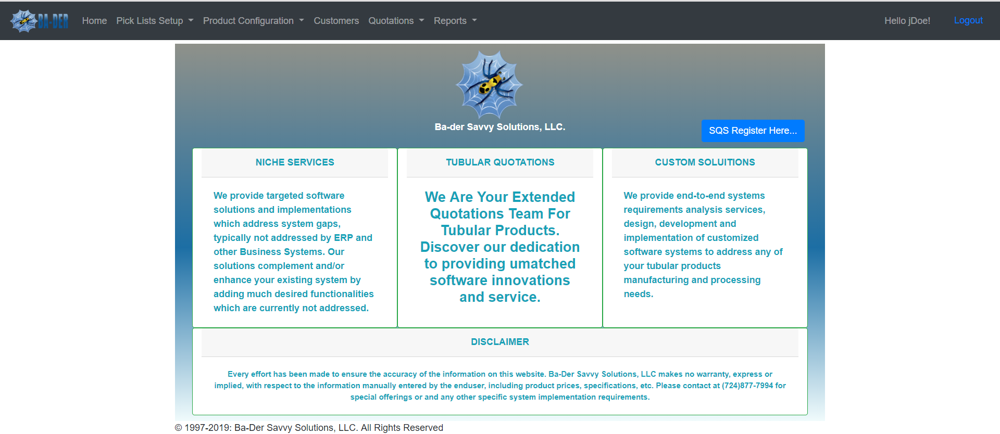 BA-DER Home Pick Lists Setup Product Configuration Customers Quotations Reports Hello jDoe! Logout
Ba-der Savvy Solutions, LLC.
SQS Register Here...
NICHE SERVICES
We provide targeted software
solutions and implementations
which address system gaps,
typically not addressed by ERP and
other Business Systems. Our
solutions complement and/or
enhance your existing system by
adding much desired functionalities
which are currently not addressed.
TUBULAR QUOTATIONS
We Are Your Extended
Quotations Team For
Tubular Products.
Discover our dedication
to providing umatched
software innovations
and service.
CUSTOM SOLUITIONS
We provide end-to-end systems
requirements analysis services,
design, development and
implementation of customized
software systems to address any of
your tubular products
manufacturing and processing
needs.
DISCLAIMER
Every effort has been made to ensure the accuracy of the information on this website. Ba-Der Savvy Solutions, LLC makes no warranty, express or
implied, with respect to the information manually entered by the enduser, including product prices, specifications, etc. Please contact at (724)877-7994 for
special offerings or and any other specific system implementation requirements.
© 1997-2019: Ba-Der Savvy Solutions, LLC. All Rights Reserved